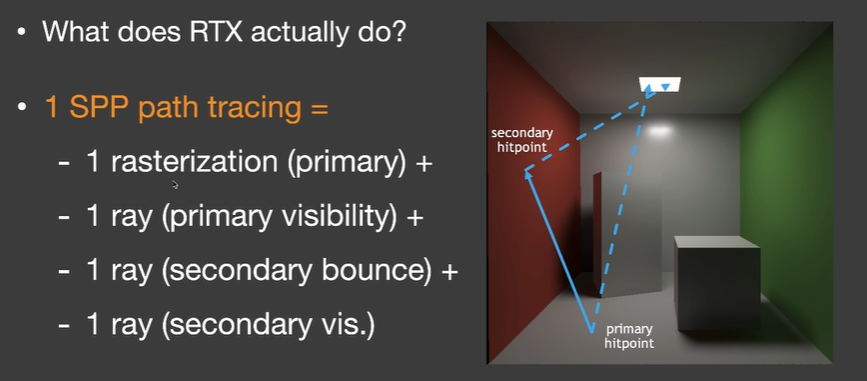 • What does RTX actually do?
• 1 SPP path tracing =
- 1 rasterization (primary) +
- 1 ray (primary visibility) +
- 1 ray (secondary bounce) +
- 1 ray (secondary vis.)
secondary
hitpoint
primary
hitpoint